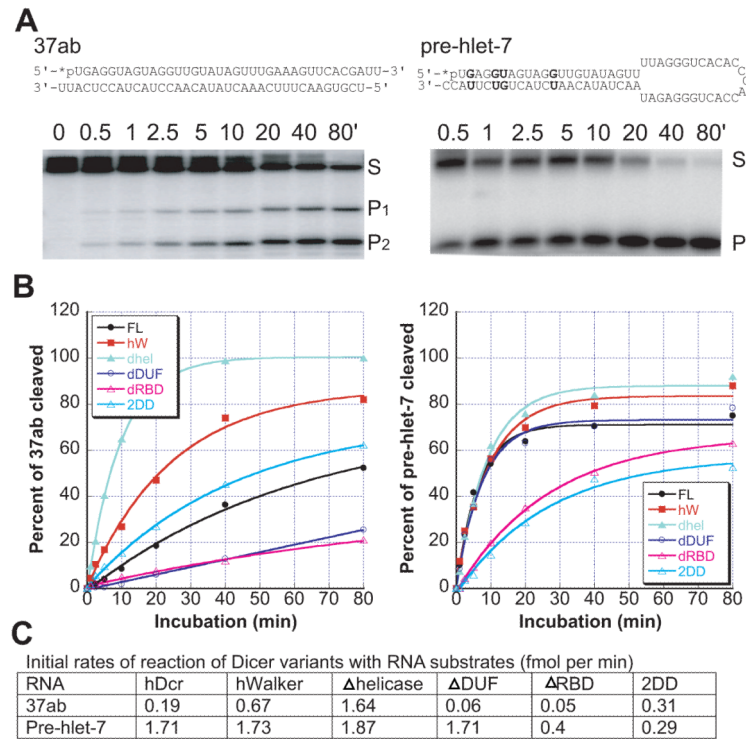 A
37ab
5'-*pUGAGGUAGUAGGUUGUAUAGUUUGAAAGUUCACGAUU-3'
3'-UUACUCCAUCAUCCAACAUAUCAAACUUUCAAGUGCU-5'
0 0.5 1 2.5 5 10 20 40 80'
S
P1
P2
pre-hlet-7
UUAGGGUCACAC
5'-*pUGAGGUAGUAGGUUGUAUAGUU
3'-CCAUUCUGUCAUCUAACAUAUCAA
C
C
A
UAGAGGGUCACC
0.5 1 2.5 5 10 20 40 80'
S
P
B
Percent of 37ab cleaved
120
100
80
60
40
20
0
FL
hW
dhel
dDUF
dRBD
2DD
0 10 20 30 40 50 60 70 80
Incubation (min)
Percent of pre-hlet-7 cleaved
120
100
80
60
40
20
0
FL
hW
dhel
dDUF
dRBD
2DD
0 10 20 30 40 50 60 70 80
Incubation (min)
C
Initial rates of reaction of Dicer variants with RNA substrates (fmol per min)
RNA hDcr hWalker Δhelicase ΔDUF ΔRBD 2DD
37ab 0.19 0.67 1.64 0.06 0.05 0.31
Pre-hlet-7 1.71 1.73 1.87 1.71 0.4 0.29